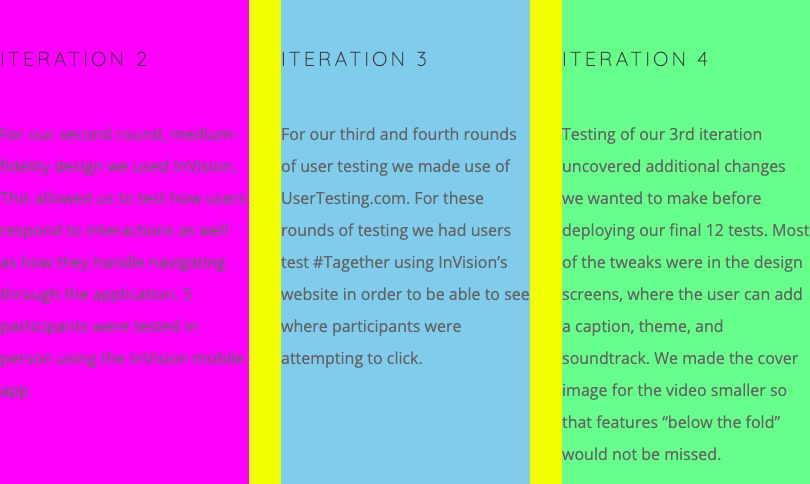 ITERATION 2
For our second round, medium-
fidelity design we used InVision.
This allowed us to test how users
respond to interactions as well
as how they handle navigating
through the application. 5
participants were tested in
person using the InVision mobile
app.
ITERATION 3
For our third and fourth rounds
of user testing we made use of
UserTesting.com. For these
rounds of testing we had users
test #Tagether using InVision’s
website in order to be able to see
where participants were
attempting to click.
ITERATION 4
Testing of our 3rd iteration
uncovered additional changes
we wanted to make before
deploying our final 12 tests. Most
of the tweaks were in the design
screens, where the user can add
a caption, theme, and
soundtrack. We made the cover
image for the video smaller so
that features “below the fold”
would not be missed.